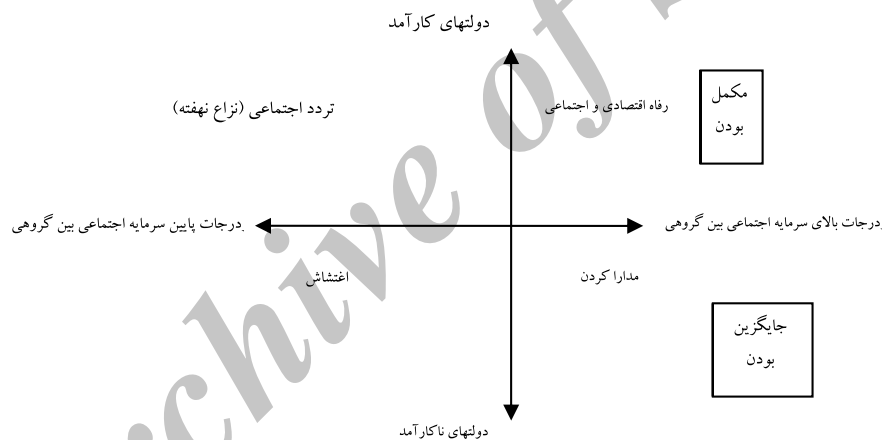 دولتهای کارآمد
مکمل
بودن
رفاه اقتصادی و اجتماعی
تردد اجتماعی (نزاع نهفته)
درجات بالای سرمایه اجتماعی بین گروهی
درجات پایین سرمایه اجتماعی بین گروهی
مدارا کردن
اغتشاش
جایگزین
بودن
دولتهای ناکارآمد